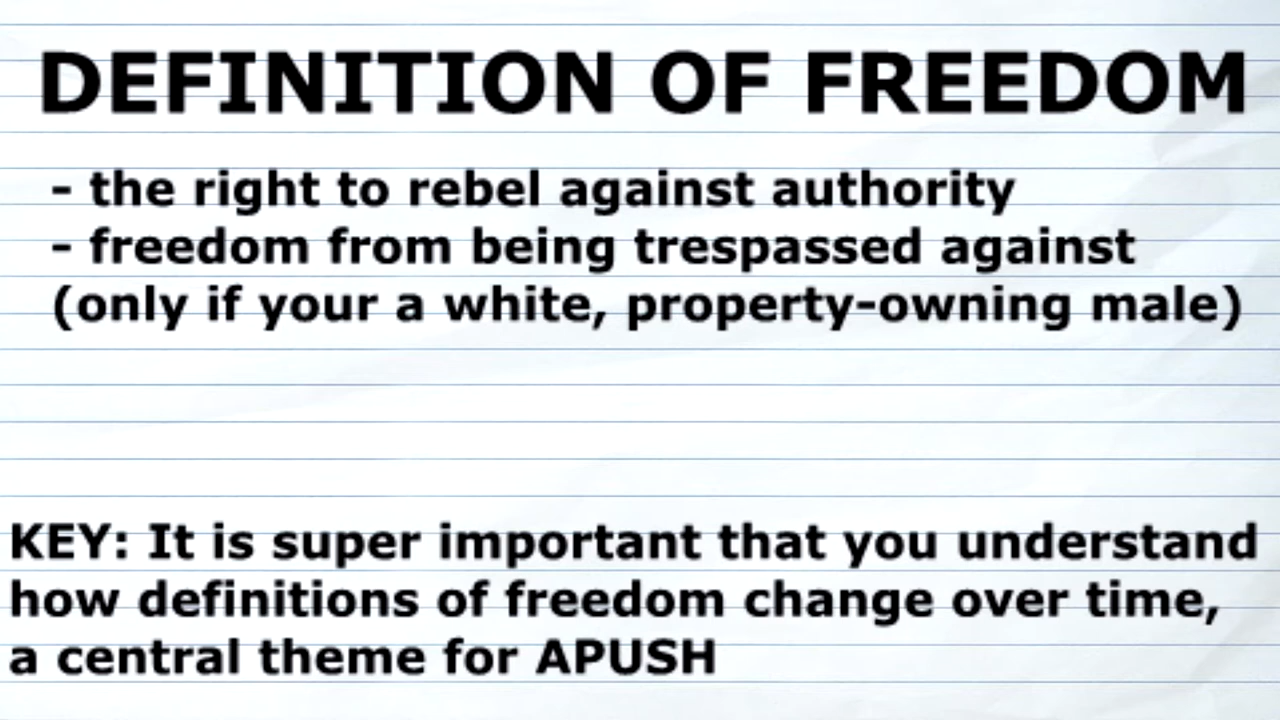 DEFINITION OF FREEDOM
- the right to rebel against authority
- freedom from being trespassed against
(only if your a white, property-owning male)
KEY: It is super important that you understand
how definitions of freedom change over time,
a central theme for APUSH